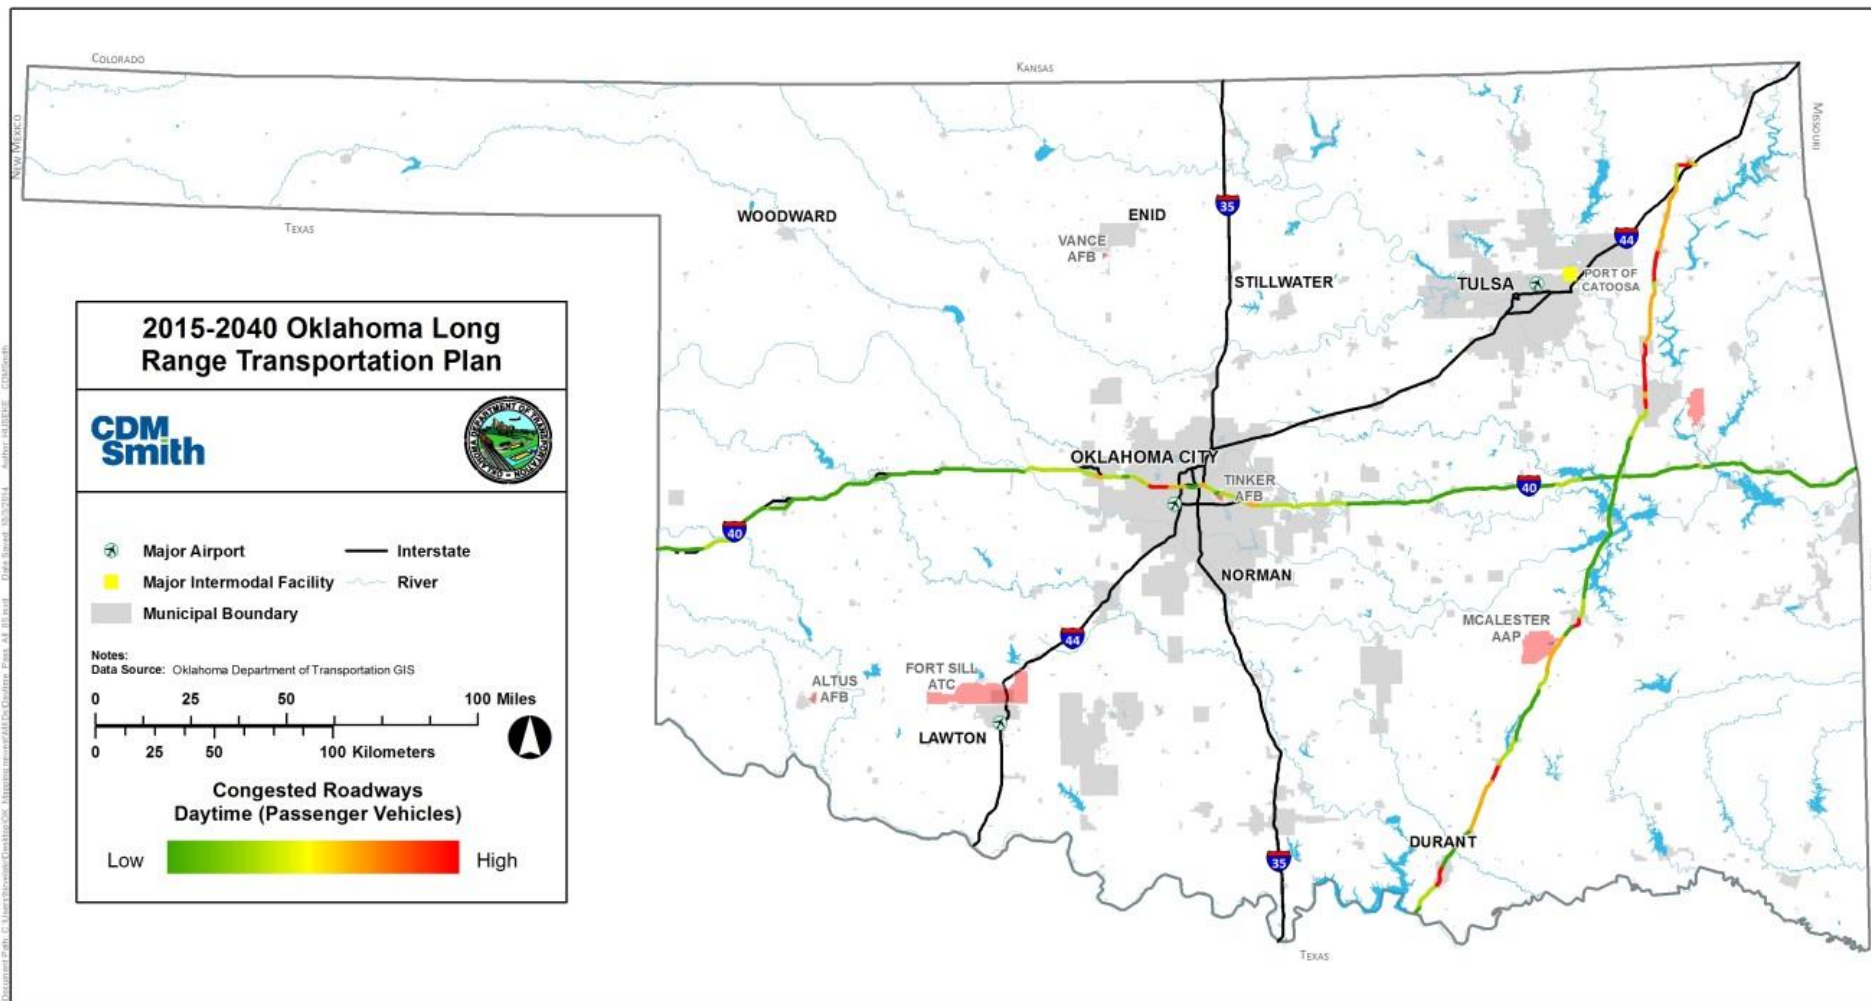 COLORADO
KANSAS
NEW MEXICO
MISSOURI
TEXAS
WOODWARD
ENID
VANCE
AFB
35
44
STILLWATER
TULSA
PORT OF
CATOOSA
2015-2040 Oklahoma Long
Range Transportation Plan
CDM
Smith
OKLAHOMA DEPARTMENT OF TRANSPORTATION
OKLAHOMA CITY
TINKER
AFB
40
40
Major Airport
Interstate
Major Intermodal Facility
River
Municipal Boundary
NORMAN
MCALESTER
AAP
44
Notes:
Data Source: Oklahoma Department of Transportation GIS
ALTUS
AFB
FORT SILL
ATC
LAWTON
0 25 50 100 Miles
0 25 50 100 Kilometers
Congested Roadways
Daytime (Passenger Vehicles)
Low
High
DURANT
35
TEXAS